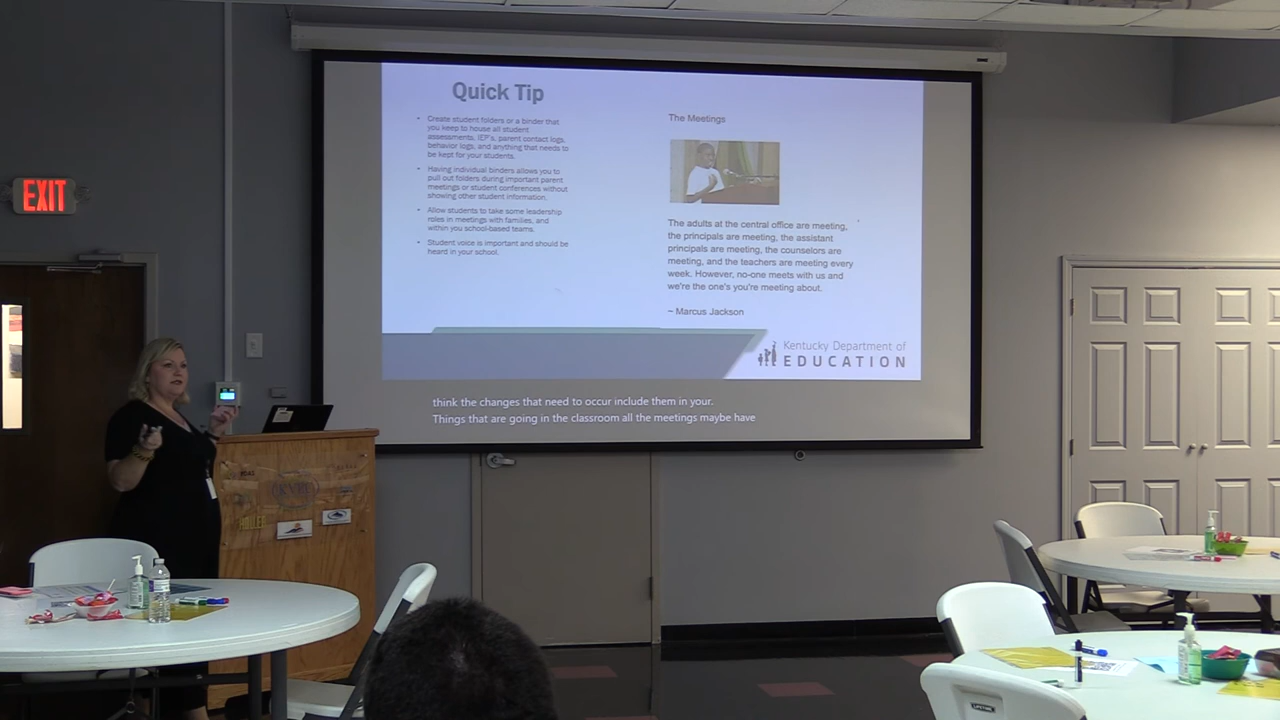 Quick Tip
• Create student folders or a binder that
you keep to house all student
assessments, IEP's, parent contact logs,
behavior logs, and anything that needs to
be kept for your students.
• Having individual binders allows you to
pull out folders during important parent
meetings or student conferences without
showing other student information.
• Allow students to take some leadership
roles in meetings with families, and
within you school-based teams.
• Student voice is important and should be
heard in your school.
The Meetings
The adults at the central office are meeting,
the principals are meeting, the assistant
principals are meeting, the counselors are
meeting, and the teachers are meeting every
week. However, no-one meets with us and
we're the one's you're meeting about.
~ Marcus Jackson
Kentucky Department of
EDUCATION
think the changes that need to occur include them in your.
Things that are going in the classroom all the meetings maybe have
EXIT
KVEC
LIFETIME